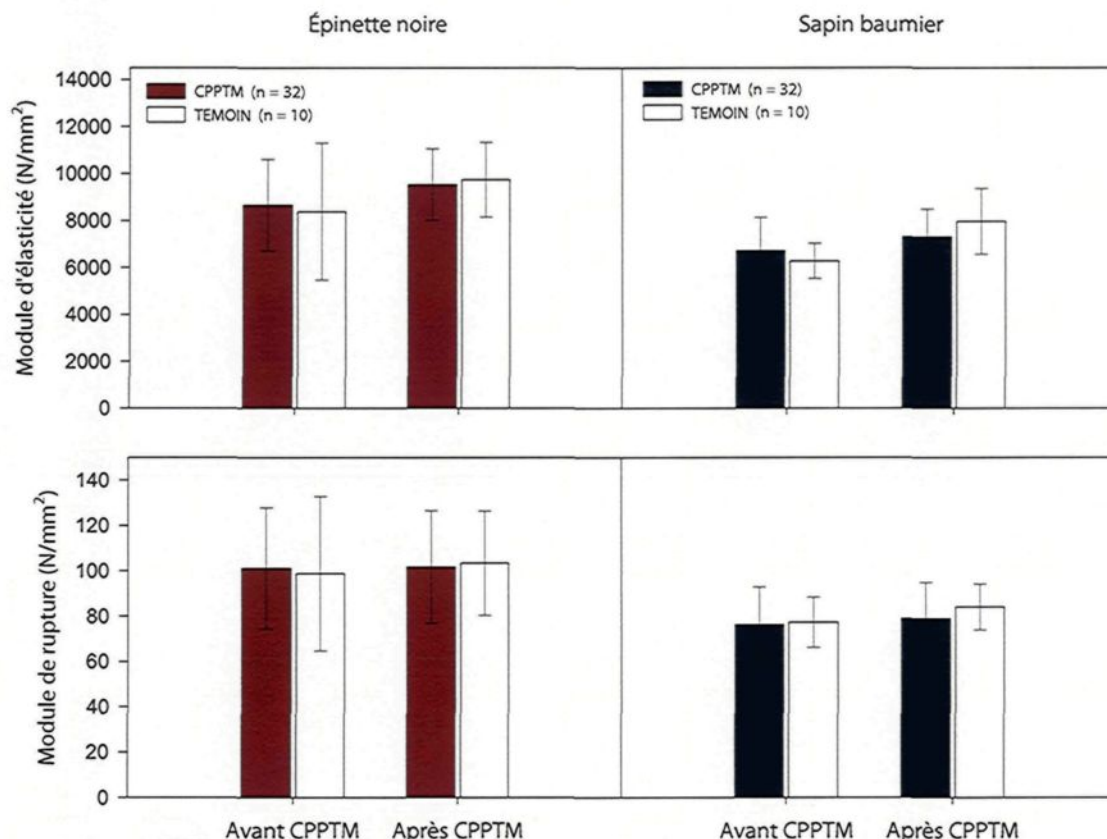 Épinette noire
Sapin baumier
Module d'élasticité (N/mm²)
14000
12000
10000
8000
6000
4000
2000
0
CPPTM (n = 32)
TEMOIN (n = 10)
CPPTM (n = 32)
TEMOIN (n = 10)
Module de rupture (N/mm²)
140
120
100
80
60
40
20
0
Avant CPPTM
Après CPPTM
Avant CPPTM
Après CPPTM